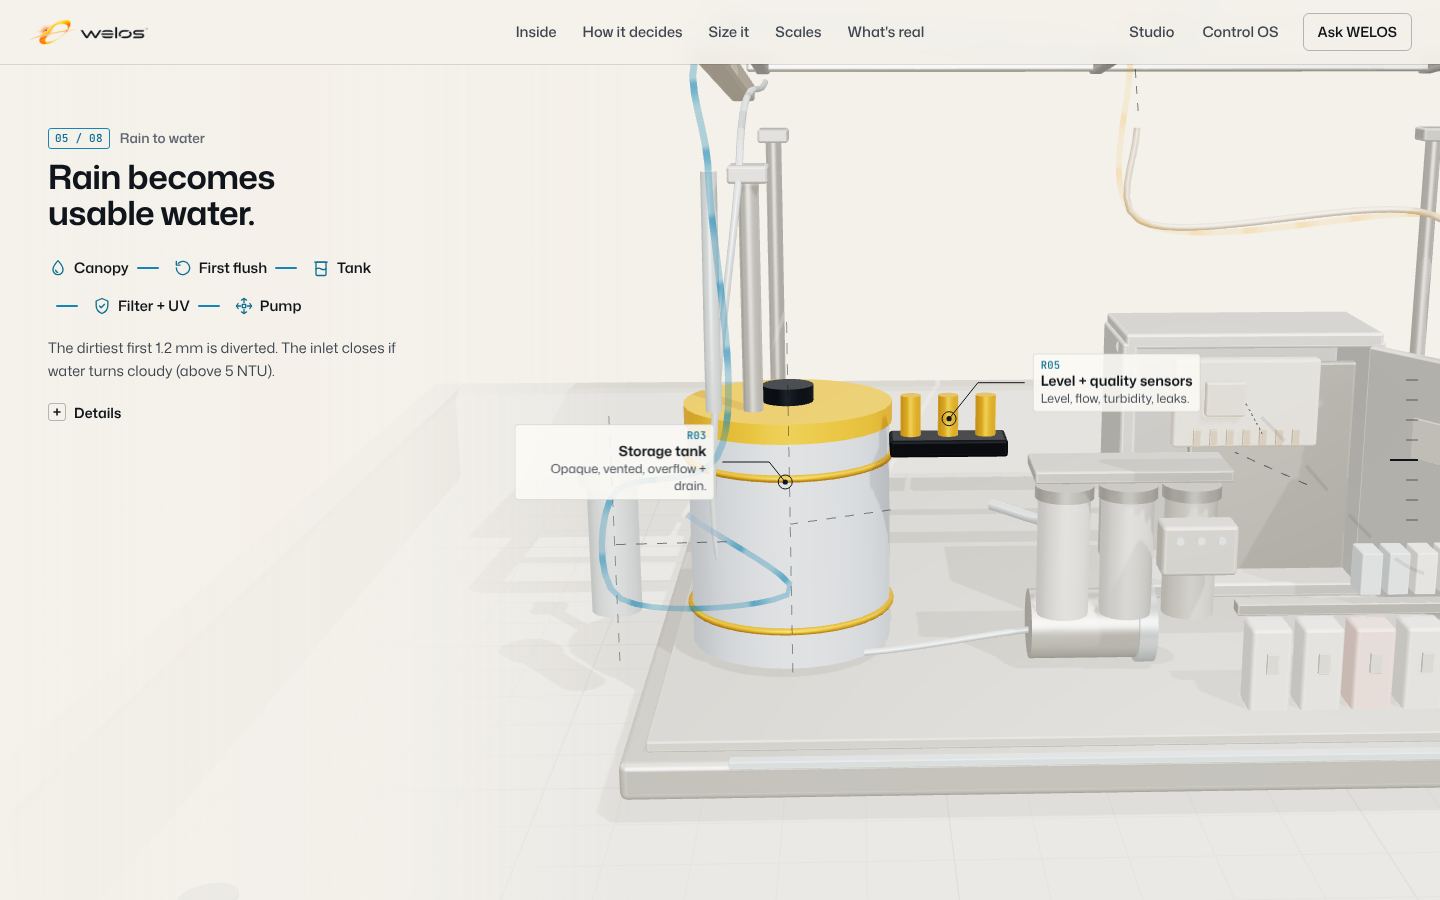 welos
Inside
How it decides
Size it
Scales
What's real
Studio
Control OS
Ask WELOS
05 / 08
Rain to water
Rain becomes
usable water.
Canopy
First flush
Tank
Filter + UV
Pump
The dirtiest first 1.2 mm is diverted. The inlet closes if
water turns cloudy (above 5 NTU).
+ Details
R03
Storage tank
Opaque, vented, overflow +
drain.
R05
Level + quality sensors
Level, flow, turbidity, leaks.